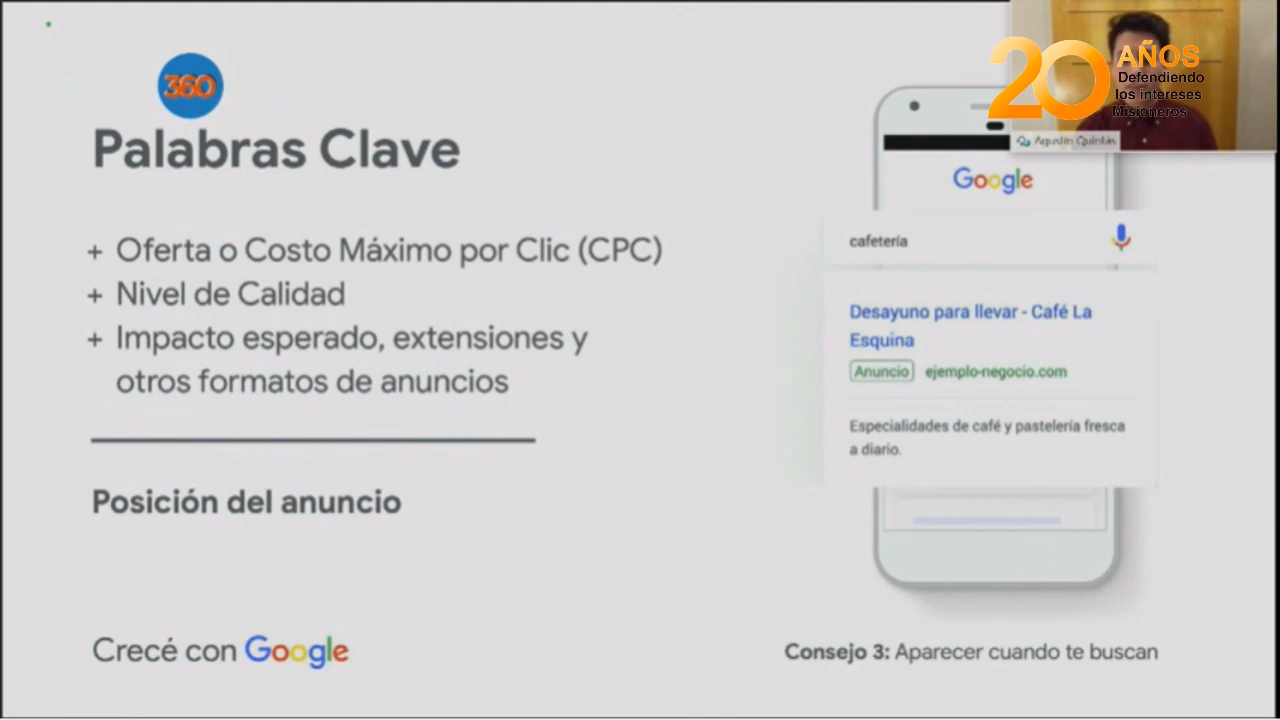 360
Palabras Clave
+ Oferta o Costo Máximo por Clic (CPC)
+ Nivel de Calidad
+ Impacto esperado, extensiones y
otros formatos de anuncios
Posición del anuncio
Crecé con Google
20 AÑOS
Defendiendo
los intereses
Misioneros
Agustín Quintás
Google
cafetería
Desayuno para llevar - Café La
Esquina
Anuncio ejemplo-negocio.com
Especialidades de café y pastelería fresca
a diario.
Consejo 3: Aparecer cuando te buscan